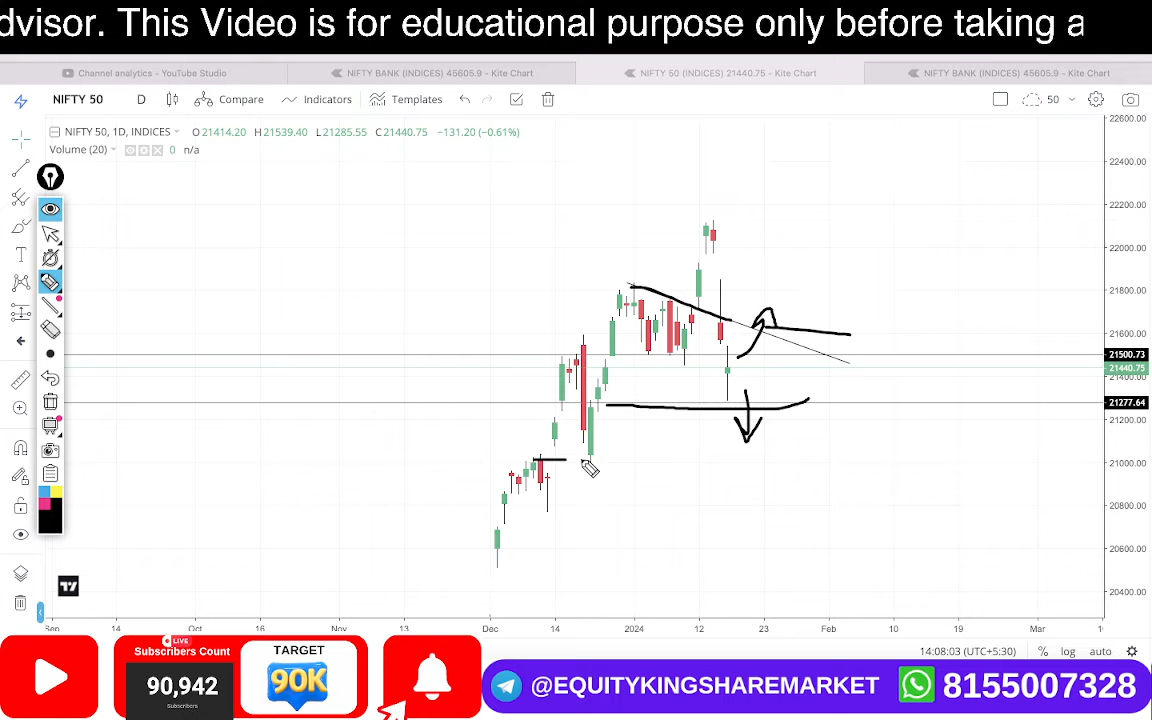 dvisor. This Video is for educational purpose only before taking a
Channel analytics – YouTube Studio
NIFTY BANK (INDICES) 45605.9 - Kite Chart
NIFTY 50 (INDICES) 21440.75 - Kite Chart
NIFTY BANK (INDICES) 45605.9 - Kite Chart
NIFTY 50 D Compare Indicators Templates 50
NIFTY 50, 1D, INDICES O21414.20 H21539.40 L21285.55 C21440.75 −131.20 (−0.61%)
Volume (20) 0 n/a
22600.00
22400.00
22200.00
22000.00
21800.00
21600.00
21500.73
21440.75
21400.00
21277.64
21200.00
21000.00
20800.00
20600.00
20400.00
Sep 14 Oct 16 Nov 13 Dec 14 2024 12 23 Feb 10 19 Mar
14:08:03 (UTC+5:30) % log auto
LIVE
Subscribers Count
90,942
Subscribers
TARGET
90K
@EQUITYKINGSHAREMARKET
8155007328